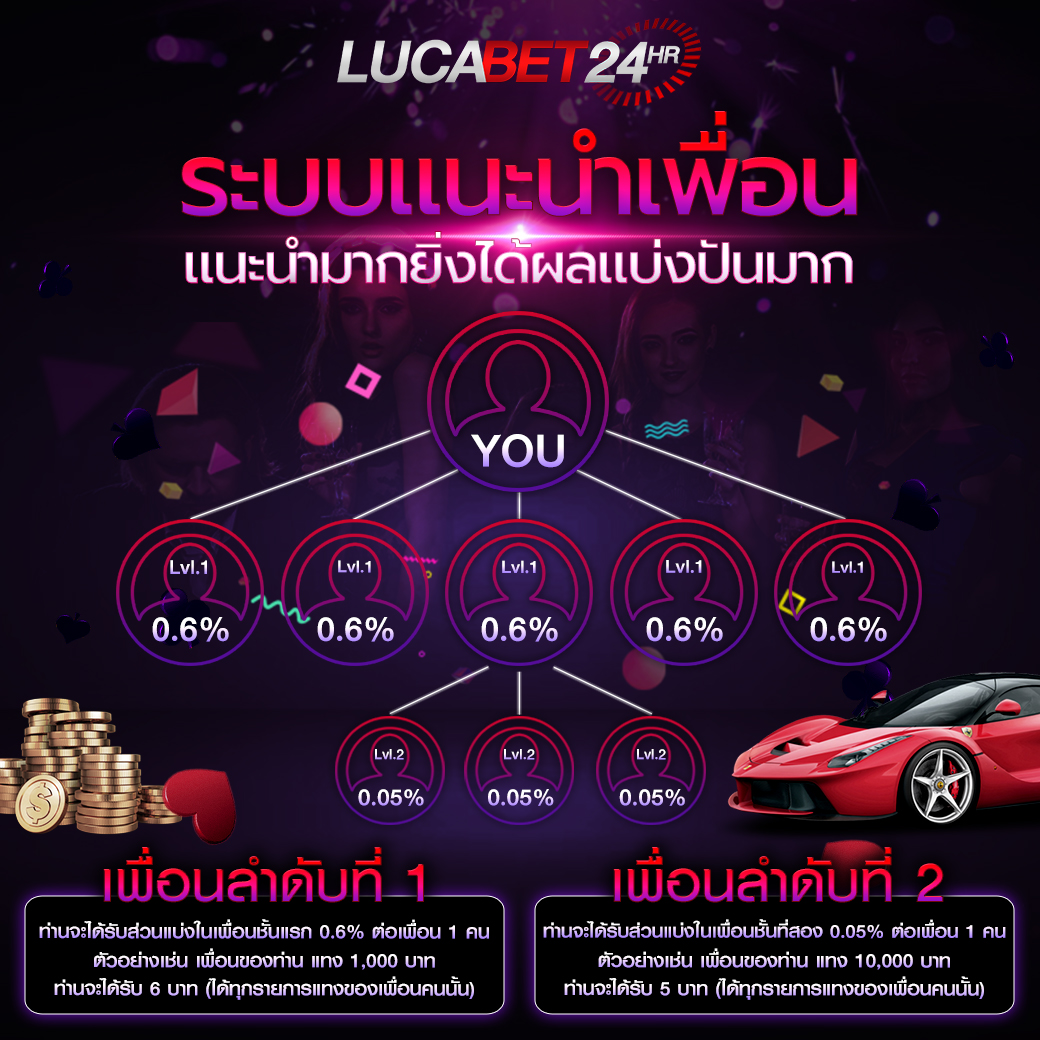 LUCABET24HR
ระบบแนะนำเพื่อน
แนะนำมากยิ่งได้ผลแบ่งปันมาก
YOU
Lvl.1 Lvl.1 Lvl.1 Lvl.1 Lvl.1
0.6% 0.6% 0.6% 0.6% 0.6%
Lvl.2 Lvl.2 Lvl.2
0.05% 0.05% 0.05%
เพื่อนลำดับที่ 1
ท่านจะได้รับส่วนแบ่งในเพื่อนชั้นแรก 0.6% ต่อเพื่อน 1 คน
ตัวอย่างเช่น เพื่อนของท่าน แทง 1,000 บาท
ท่านจะได้รับ 6 บาท (ได้ทุกรายการแทงของเพื่อนคนนั้น)
เพื่อนลำดับที่ 2
ท่านจะได้รับส่วนแบ่งในเพื่อนชั้นที่สอง 0.05% ต่อเพื่อน 1 คน
ตัวอย่างเช่น เพื่อนของท่าน แทง 10,000 บาท
ท่านจะได้รับ 5 บาท (ได้ทุกรายการแทงของเพื่อนคนนั้น)